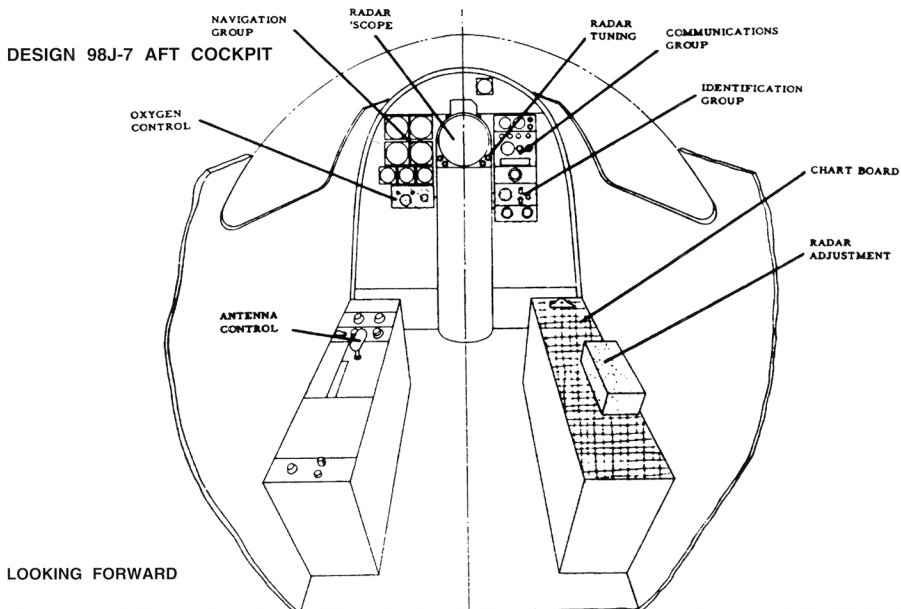 DESIGN 98J-7 AFT COCKPIT
NAVIGATION
GROUP
RADAR
'SCOPE
RADAR
TUNING
COMMUNICATIONS
GROUP
IDENTIFICATION
GROUP
OXYGEN
CONTROL
CHART BOARD
RADAR
ADJUSTMENT
ANTENNA
CONTROL
LOOKING FORWARD